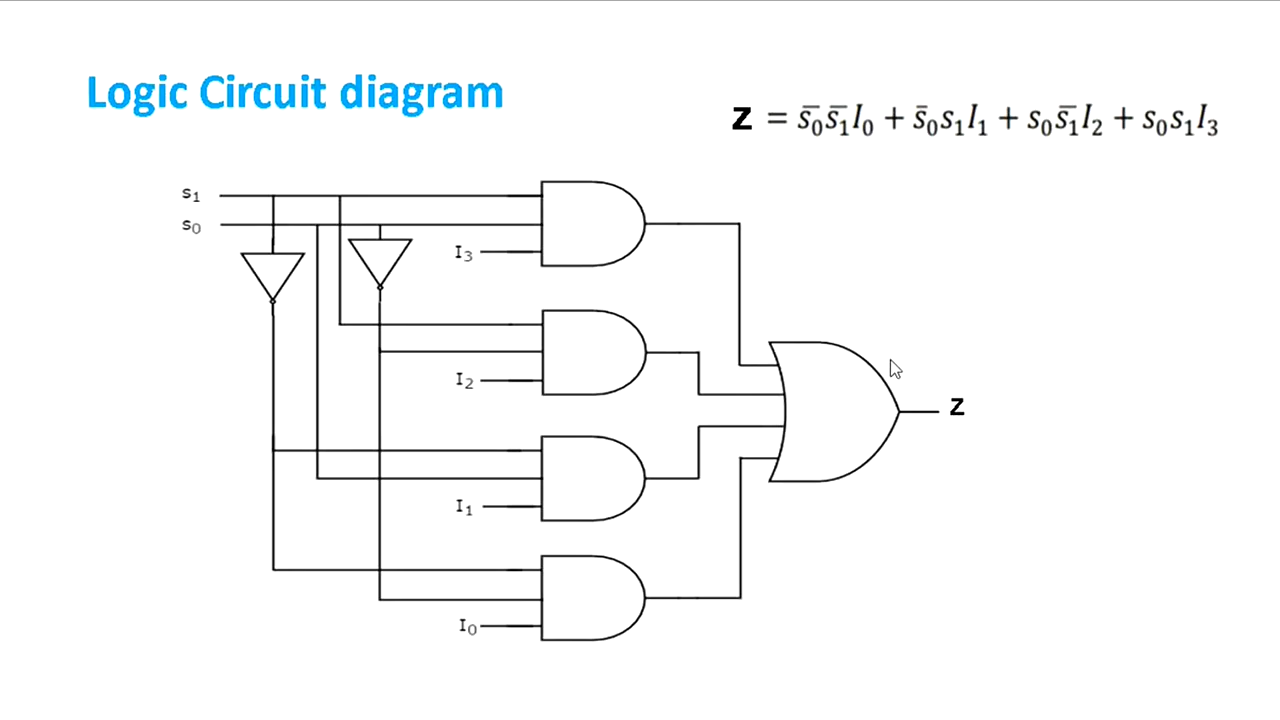 Logic Circuit diagram
Z = s̄₀s̄₁I₀ + s̄₀s₁I₁ + s₀s̄₁I₂ + s₀s₁I₃
S₁
S₀
I₃
I₂
Z
I₁
I₀